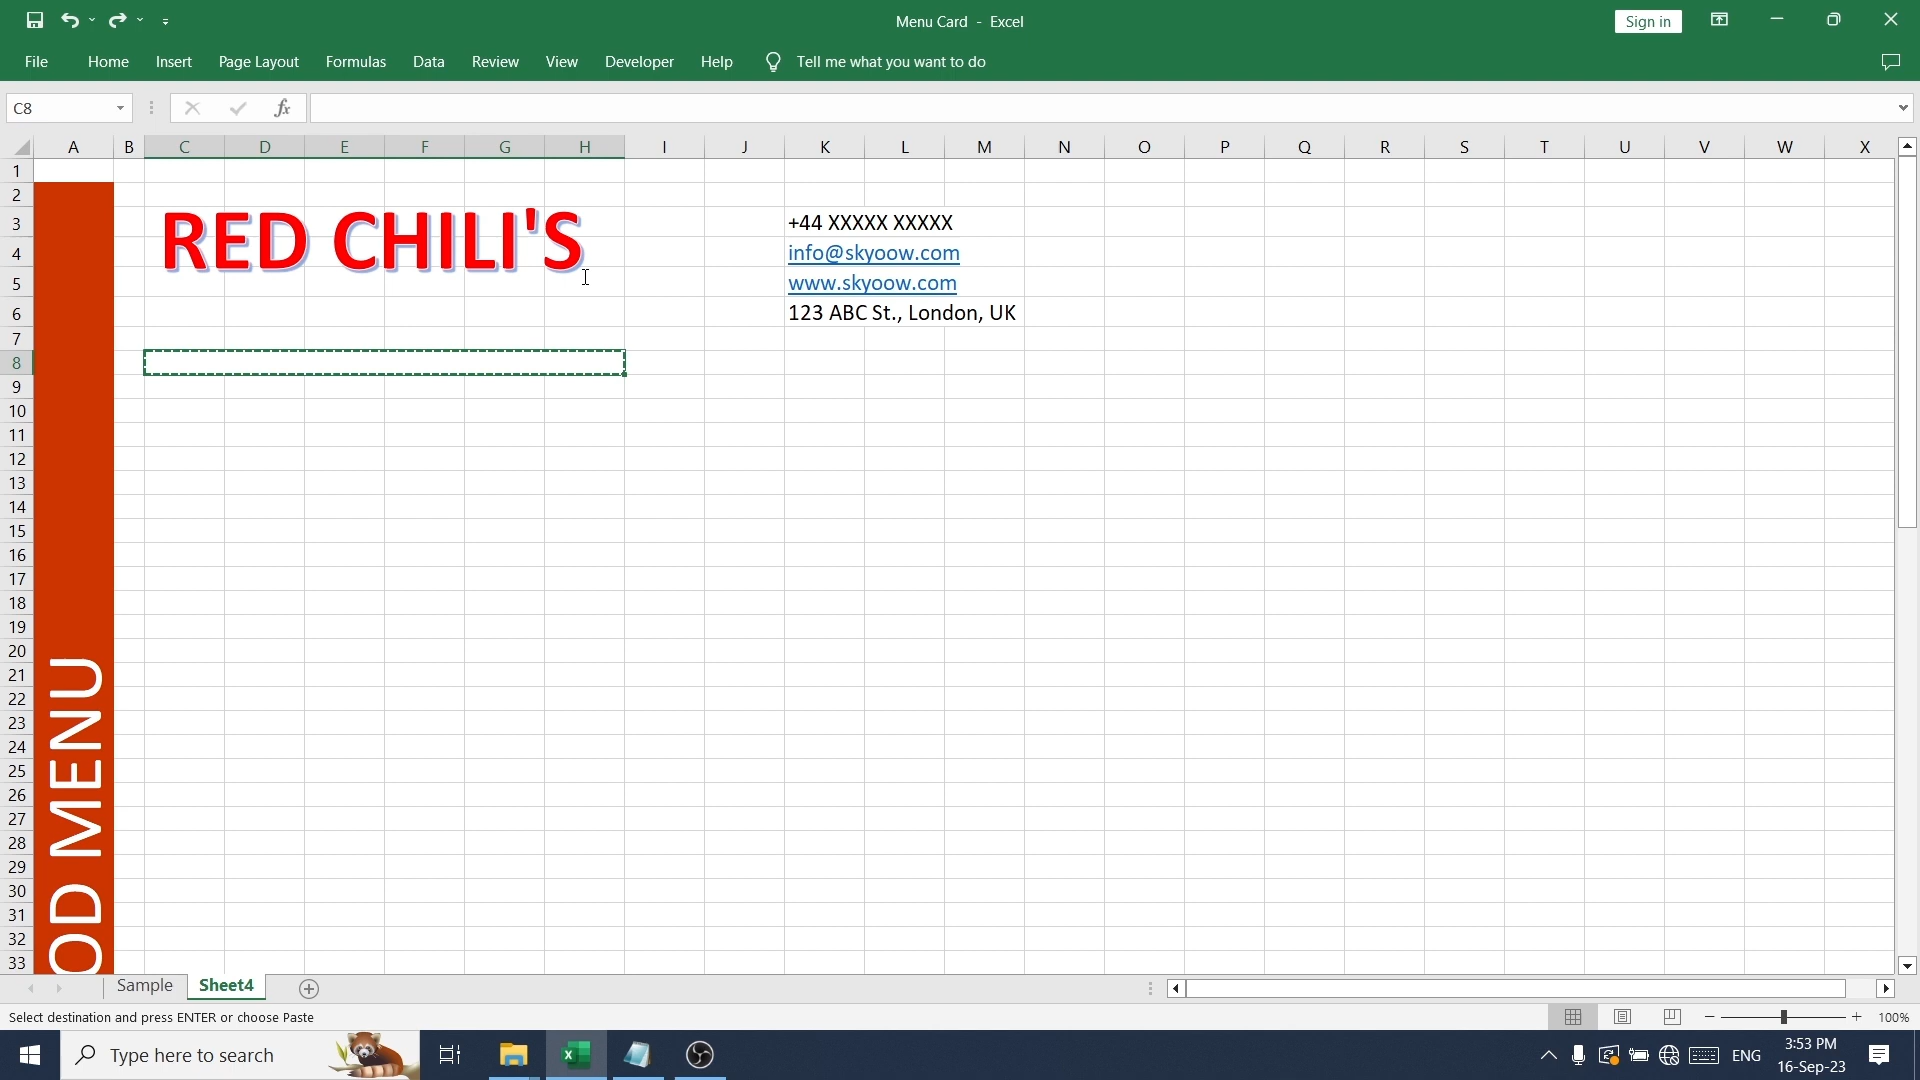 Menu Card - Excel
Sign in
File Home Insert Page Layout Formulas Data Review View Developer Help Tell me what you want to do
C8
fx
A B C D E F G H I J K L M N O P Q R S T U V W X
1
2
3
4
5
6
7
8
9
10
11
12
13
14
15
16
17
18
19
20
21
22
23
24
25
26
27
28
29
30
31
32
33
RED CHILI'S
+44 XXXXX XXXXX
info@skyoow.com
www.skyoow.com
123 ABC St., London, UK
OD MENU
Sample Sheet4
Select destination and press ENTER or choose Paste
100%
Type here to search
ENG
3:53 PM
16-Sep-23